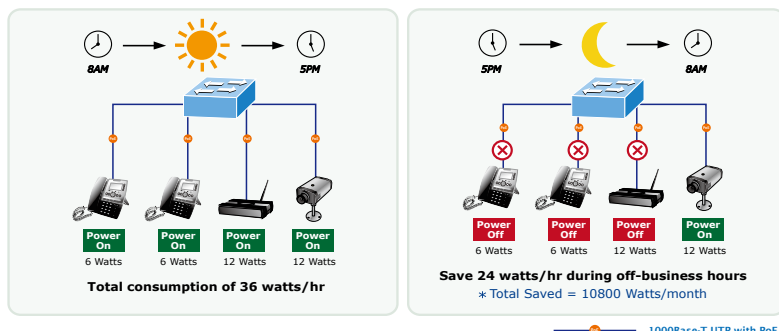 8AM
5PM
Power On
Power On
Power On
Power On
6 Watts
6 Watts
12 Watts
12 Watts
Total consumption of 36 watts/hr
5PM
8AM
Power Off
Power Off
Power Off
Power On
6 Watts
6 Watts
12 Watts
12 Watts
Save 24 watts/hr during off-business hours
* Total Saved = 10800 Watts/month
1000Base-T UTP with PoE